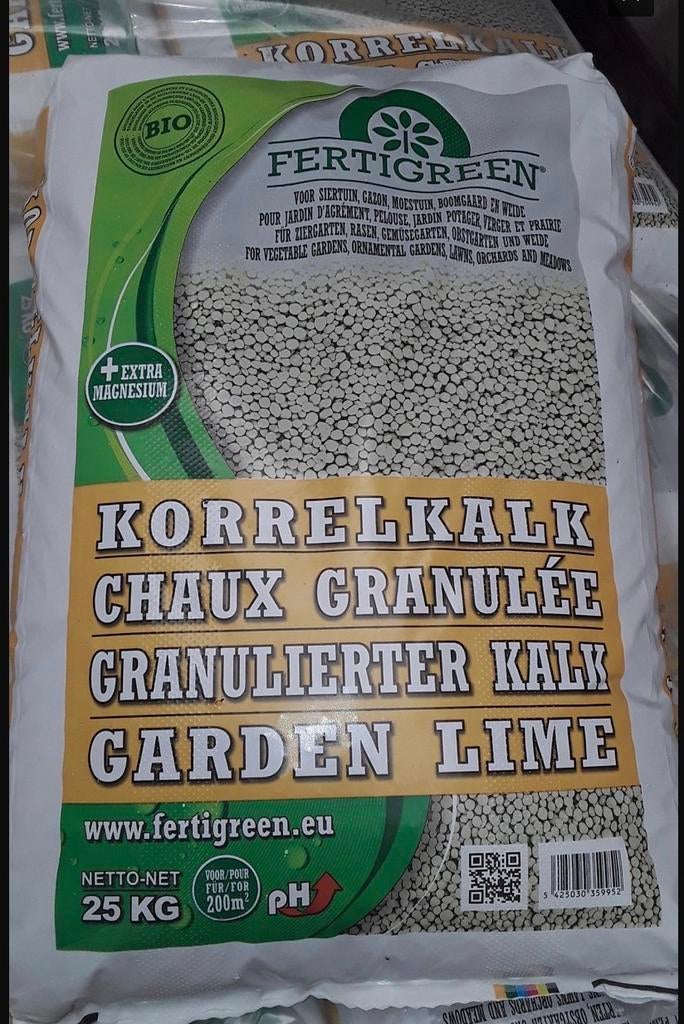 KORRELKALK
BIO
FERTIGREEN®
VOOR SIERTUIN, GAZON, MOESTUIN, BOOMGAARD EN WEIDE
POUR JARDIN D'AGRÉMENT, PELOUSE, JARDIN POTAGER, VERGER ET PRAIRIE
FÜR ZIERGARTEN, RASEN, GEMÜSEGARTEN, OBSTGARTEN UND WEIDE
FOR VEGETABLE GARDENS, ORNAMENTAL GARDENS, LAWNS, ORCHARDS AND MEADOWS
+ EXTRA
MAGNESIUM
KORRELKALK
CHAUX GRANULÉE
GRANULIERTER KALK
GARDEN LIME
www.fertigreen.eu
NETTO-NET
25 KG
VOOR/POUR
FÜR/FOR
200m²
pH
5 425030 359952